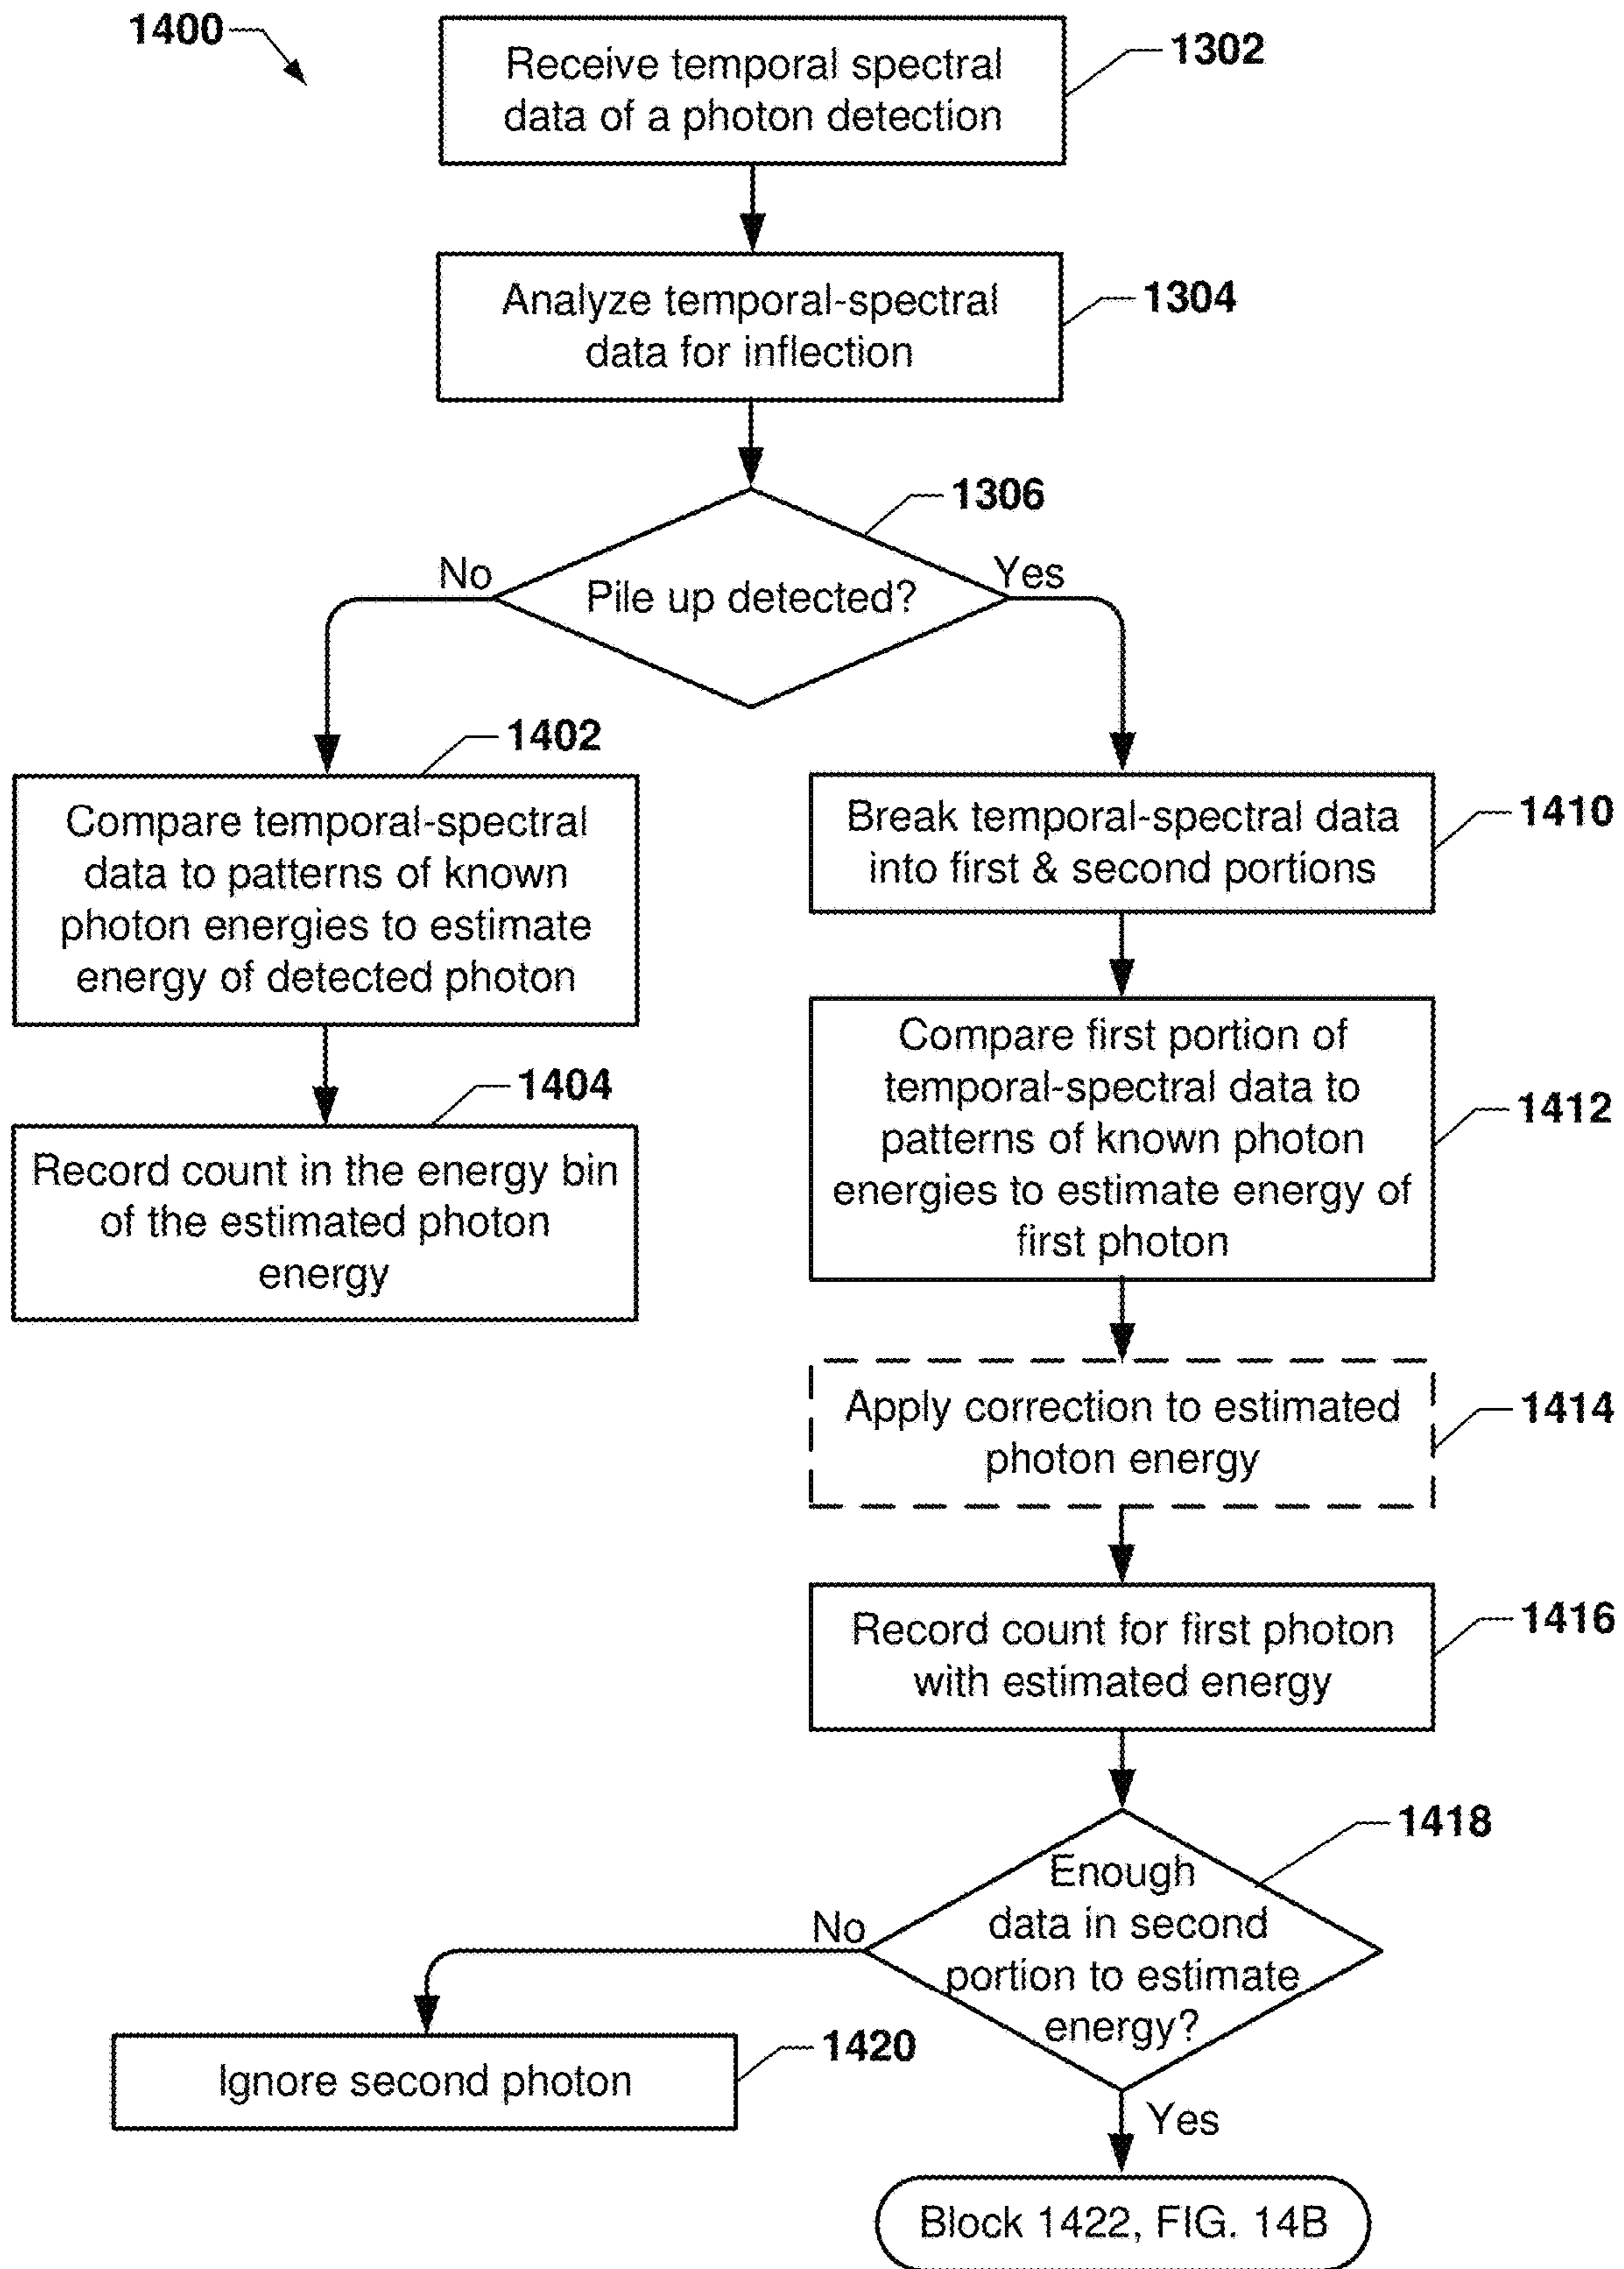 1400
Receive temporal spectral
data of a photon detection
1302
Analyze temporal-spectral
data for inflection
1304
1306
Pile up detected?
No
Yes
1402
Compare temporal-spectral
data to patterns of known
photon energies to estimate
energy of detected photon
1404
Record count in the energy bin
of the estimated photon
energy
Break temporal-spectral data
into first & second portions
1410
Compare first portion of
temporal-spectral data to
patterns of known photon
energies to estimate energy of
first photon
1412
Apply correction to estimated
photon energy
1414
Record count for first photon
with estimated energy
1416
1418
Enough
data in second
portion to estimate
energy?
No
Ignore second photon
1420
Yes
Block 1422, FIG. 14B